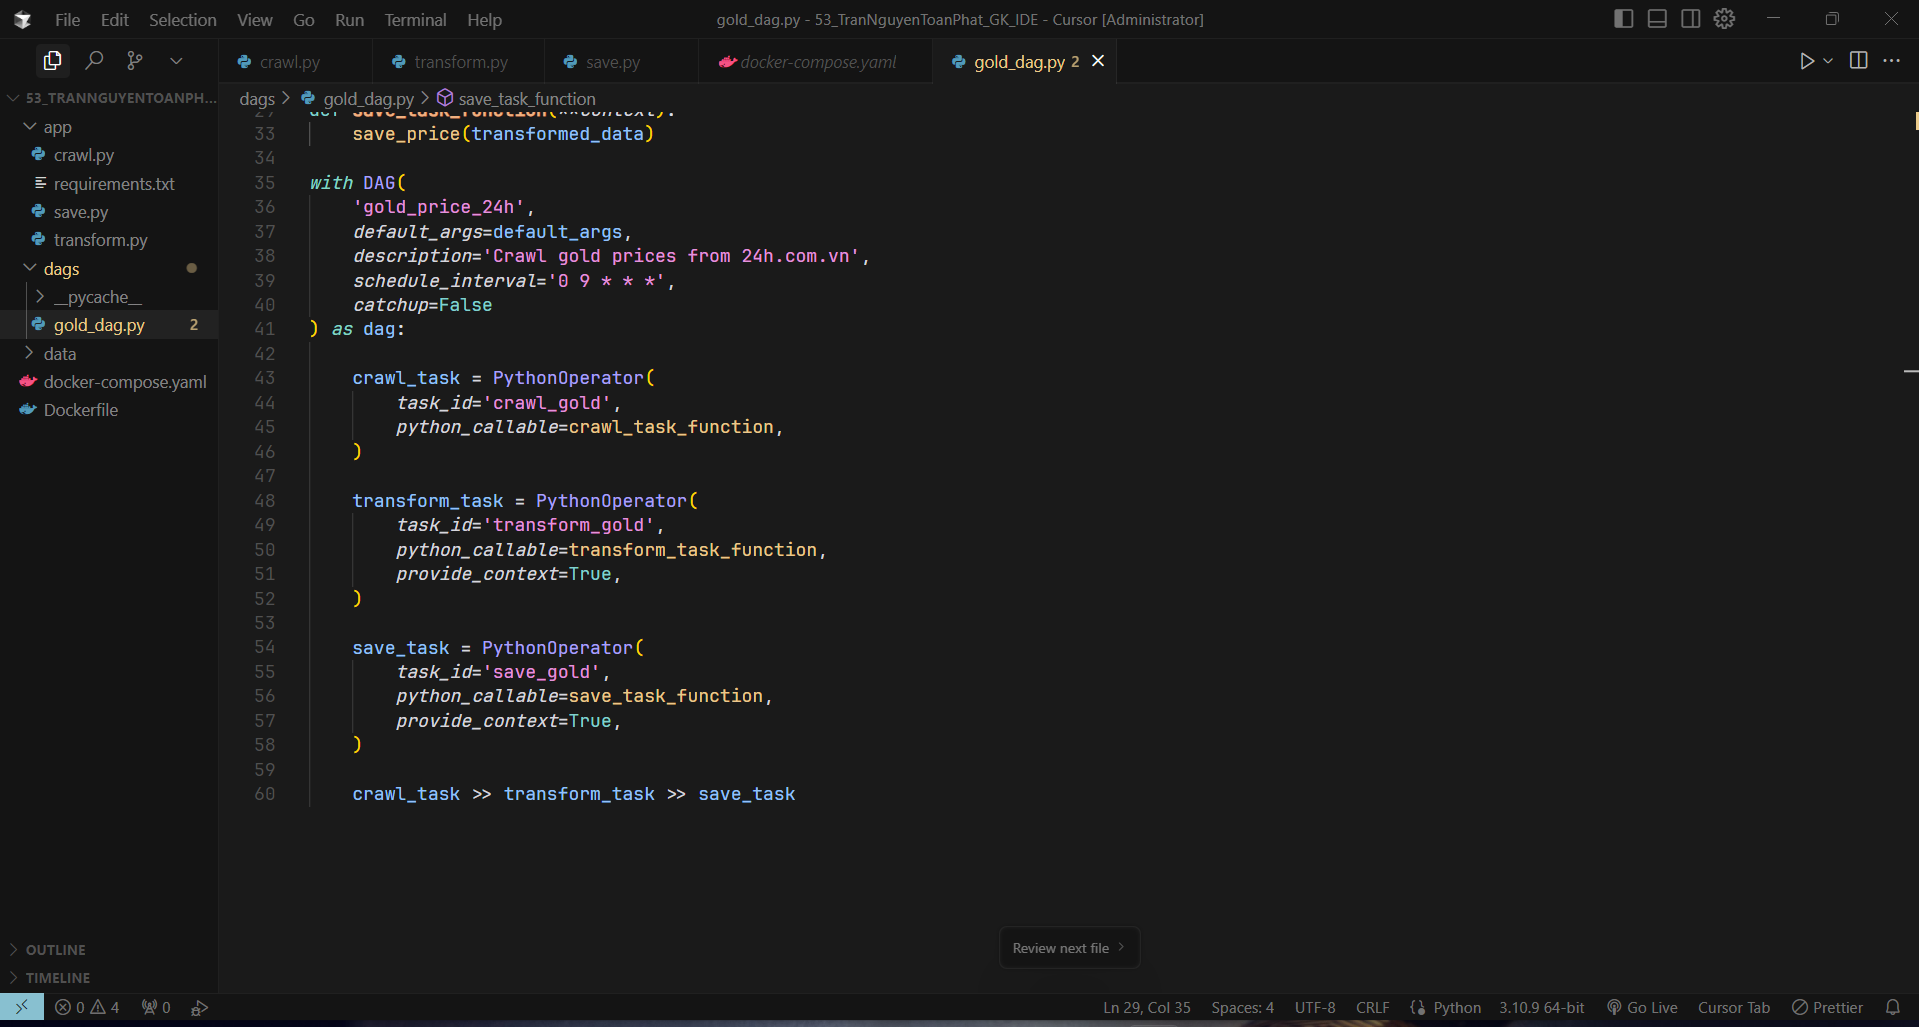 File Edit Selection View Go Run Terminal Help
gold_dag.py - 53_TranNguyenToanPhat_GK_IDE - Cursor [Administrator]
crawl.py
transform.py
save.py
docker-compose.yaml
gold_dag.py 2
53_TRANNGUYENTOANPH...
app
crawl.py
requirements.txt
save.py
transform.py
dags
__pycache__
gold_dag.py 2
data
docker-compose.yaml
Dockerfile
OUTLINE
TIMELINE
dags > gold_dag.py > save_task_function
29 def save_task_function(**context):
33     save_price(transformed_data)
34
35 with DAG(
36     'gold_price_24h',
37     default_args=default_args,
38     description='Crawl gold prices from 24h.com.vn',
39     schedule_interval='0 9 * * *',
40     catchup=False
41 ) as dag:
42
43     crawl_task = PythonOperator(
44         task_id='crawl_gold',
45         python_callable=crawl_task_function,
46     )
47
48     transform_task = PythonOperator(
49         task_id='transform_gold',
50         python_callable=transform_task_function,
51         provide_context=True,
52     )
53
54     save_task = PythonOperator(
55         task_id='save_gold',
56         python_callable=save_task_function,
57         provide_context=True,
58     )
59
60     crawl_task >> transform_task >> save_task
Review next file
0 4 0
Ln 29, Col 35 Spaces: 4 UTF-8 CRLF Python 3.10.9 64-bit Go Live Cursor Tab Prettier